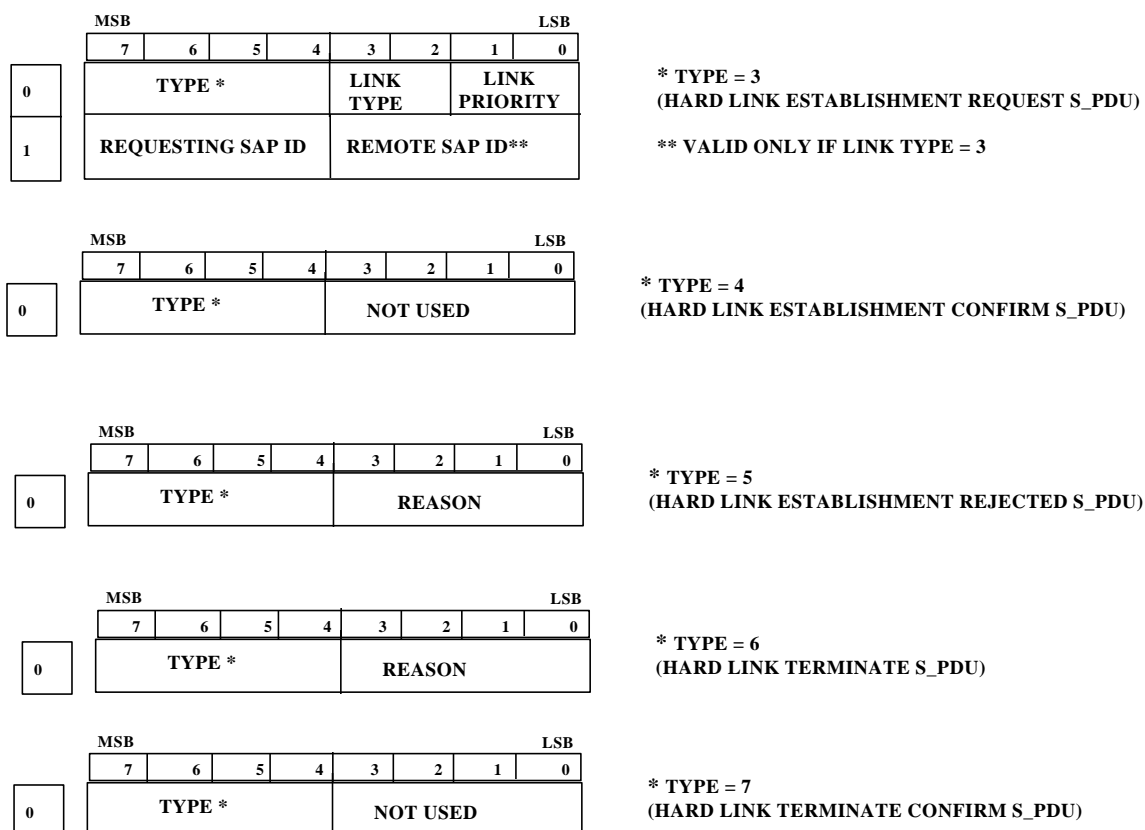 MSB LSB
7 6 5 4 3 2 1 0
0 TYPE * LINK TYPE LINK PRIORITY
* TYPE = 3
(HARD LINK ESTABLISHMENT REQUEST S_PDU)
1 REQUESTING SAP ID REMOTE SAP ID**
** VALID ONLY IF LINK TYPE = 3
MSB LSB
7 6 5 4 3 2 1 0
0 TYPE * NOT USED
* TYPE = 4
(HARD LINK ESTABLISHMENT CONFIRM S_PDU)
MSB LSB
7 6 5 4 3 2 1 0
0 TYPE * REASON
* TYPE = 5
(HARD LINK ESTABLISHMENT REJECTED S_PDU)
MSB LSB
7 6 5 4 3 2 1 0
0 TYPE * REASON
* TYPE = 6
(HARD LINK TERMINATE S_PDU)
MSB LSB
7 6 5 4 3 2 1 0
0 TYPE * NOT USED
* TYPE = 7
(HARD LINK TERMINATE CONFIRM S_PDU)